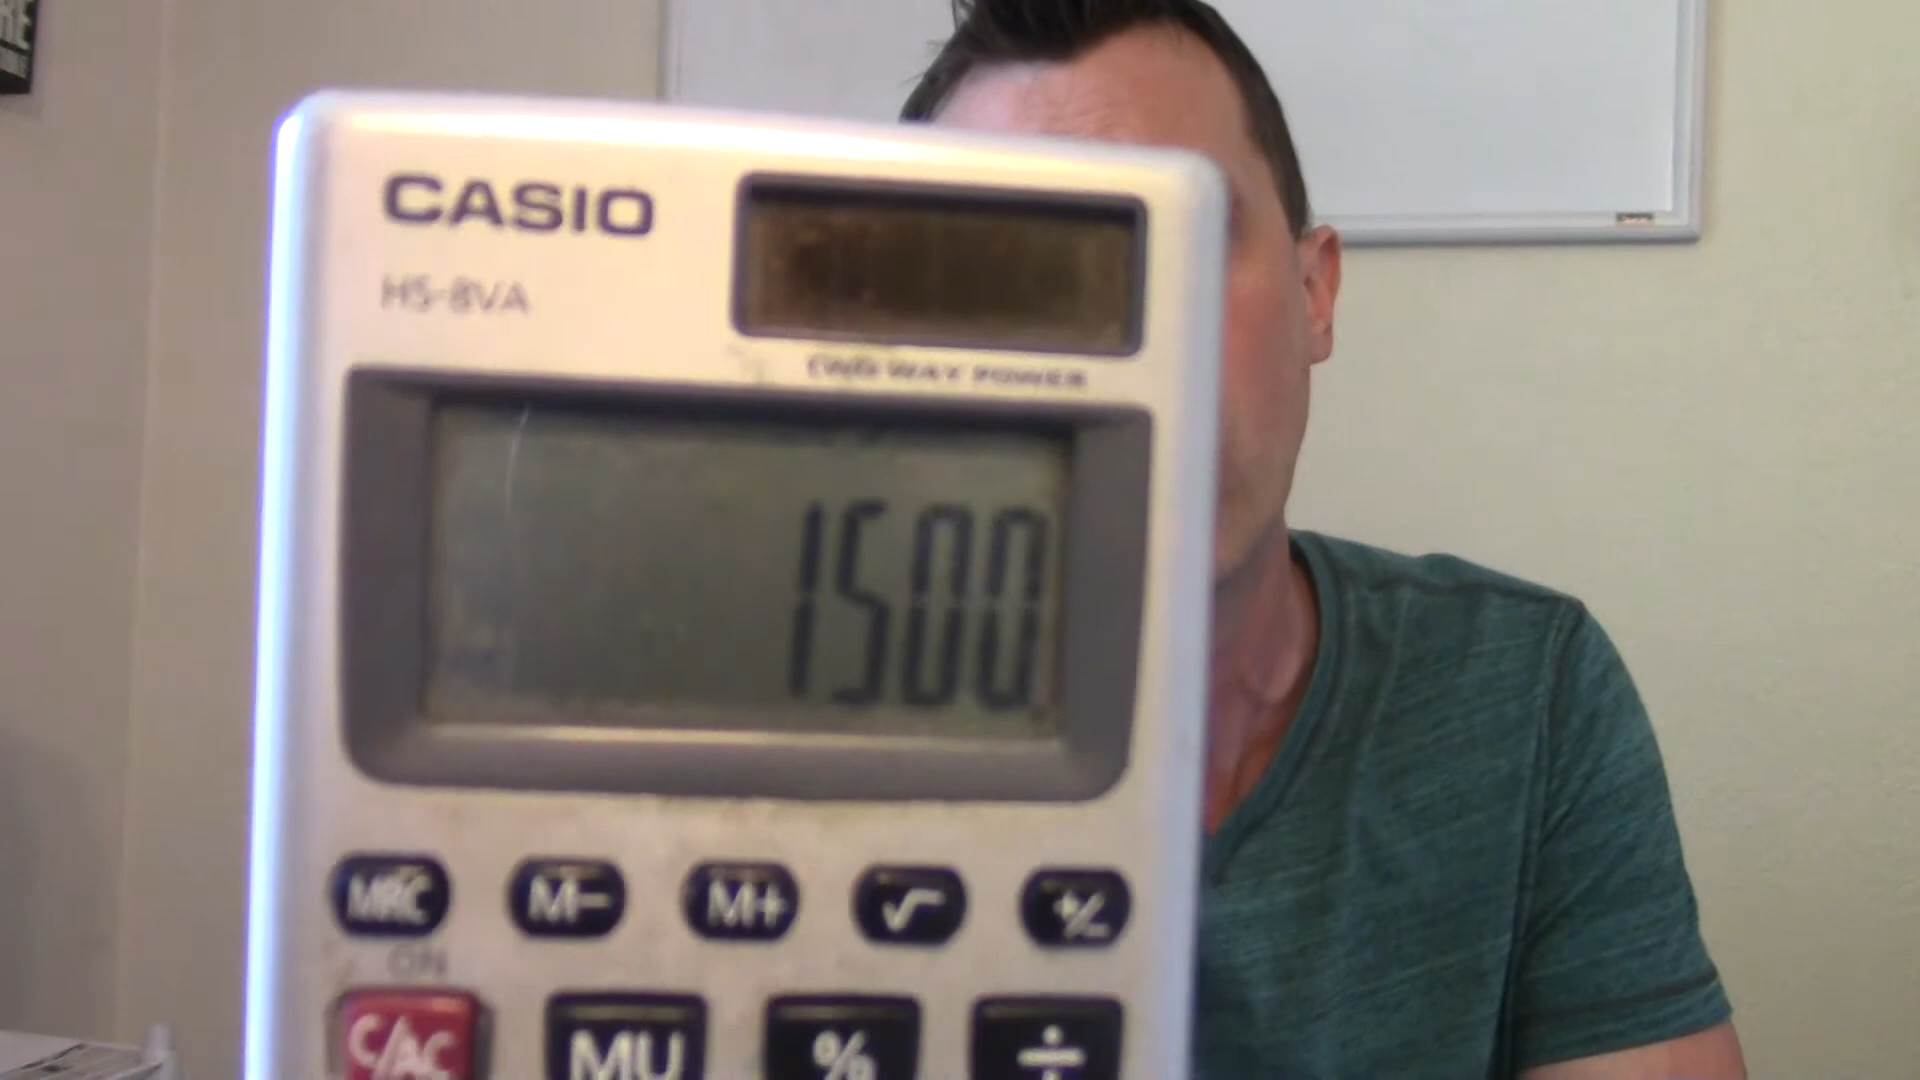 CASIO
HS-8VA
TWO WAY POWER
1500
MRC M- M+ √ +/-
ON
C/AC MU % ÷